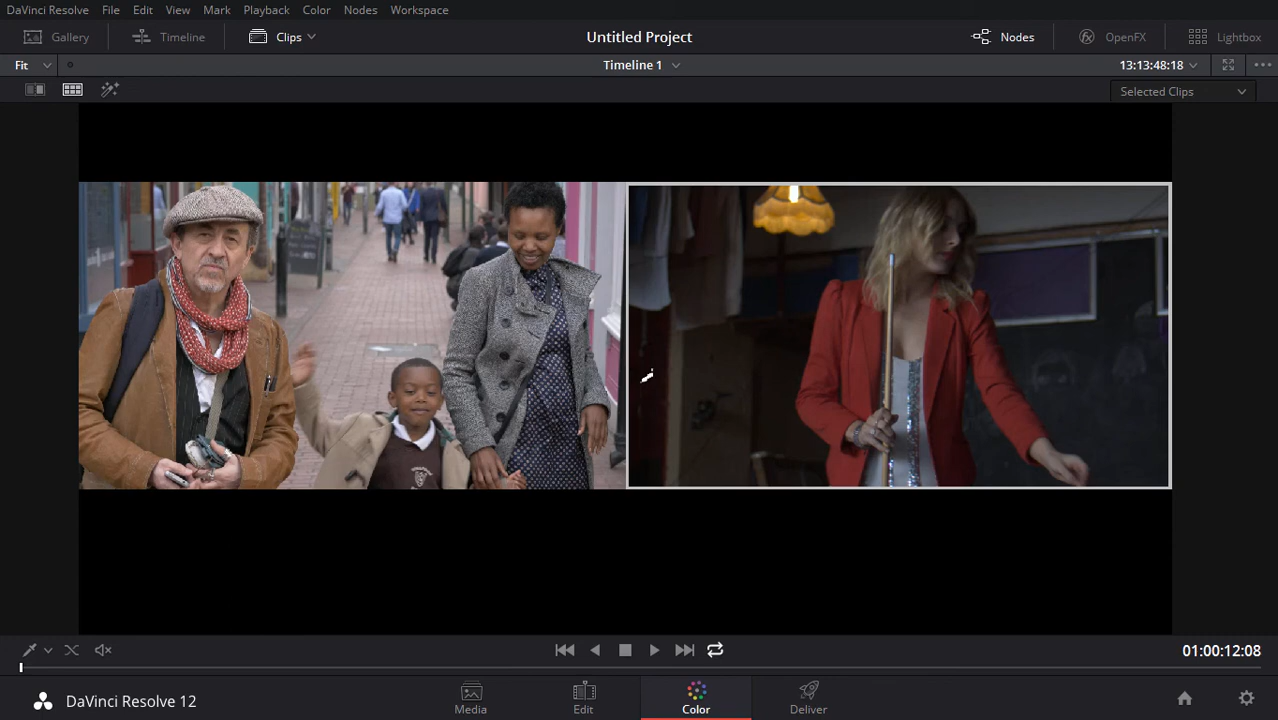 DaVinci Resolve File Edit View Mark Playback Color Nodes Workspace
Gallery Timeline Clips Untitled Project Nodes OpenFX Lightbox
Fit Timeline 1 13:13:48:18
Selected Clips
01:00:12:08
DaVinci Resolve 12 Media Edit Color Deliver